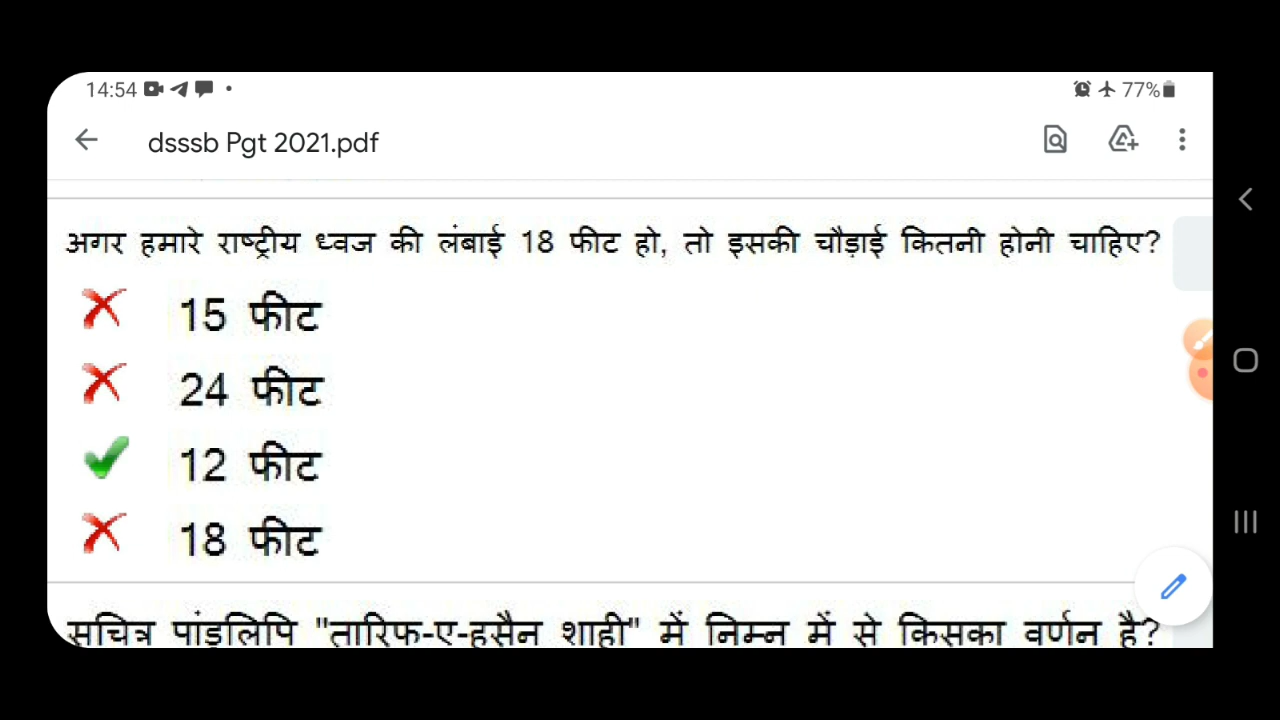 14:54
77%
dsssb Pgt 2021.pdf
अगर हमारे राष्ट्रीय ध्वज की लंबाई 18 फीट हो, तो इसकी चौड़ाई कितनी होनी चाहिए?
15 फीट
24 फीट
12 फीट
18 फीट
सचित्र पांडुलिपि "तारिफ-ए-हुसैन शाही" में निम्न में से किसका वर्णन है?